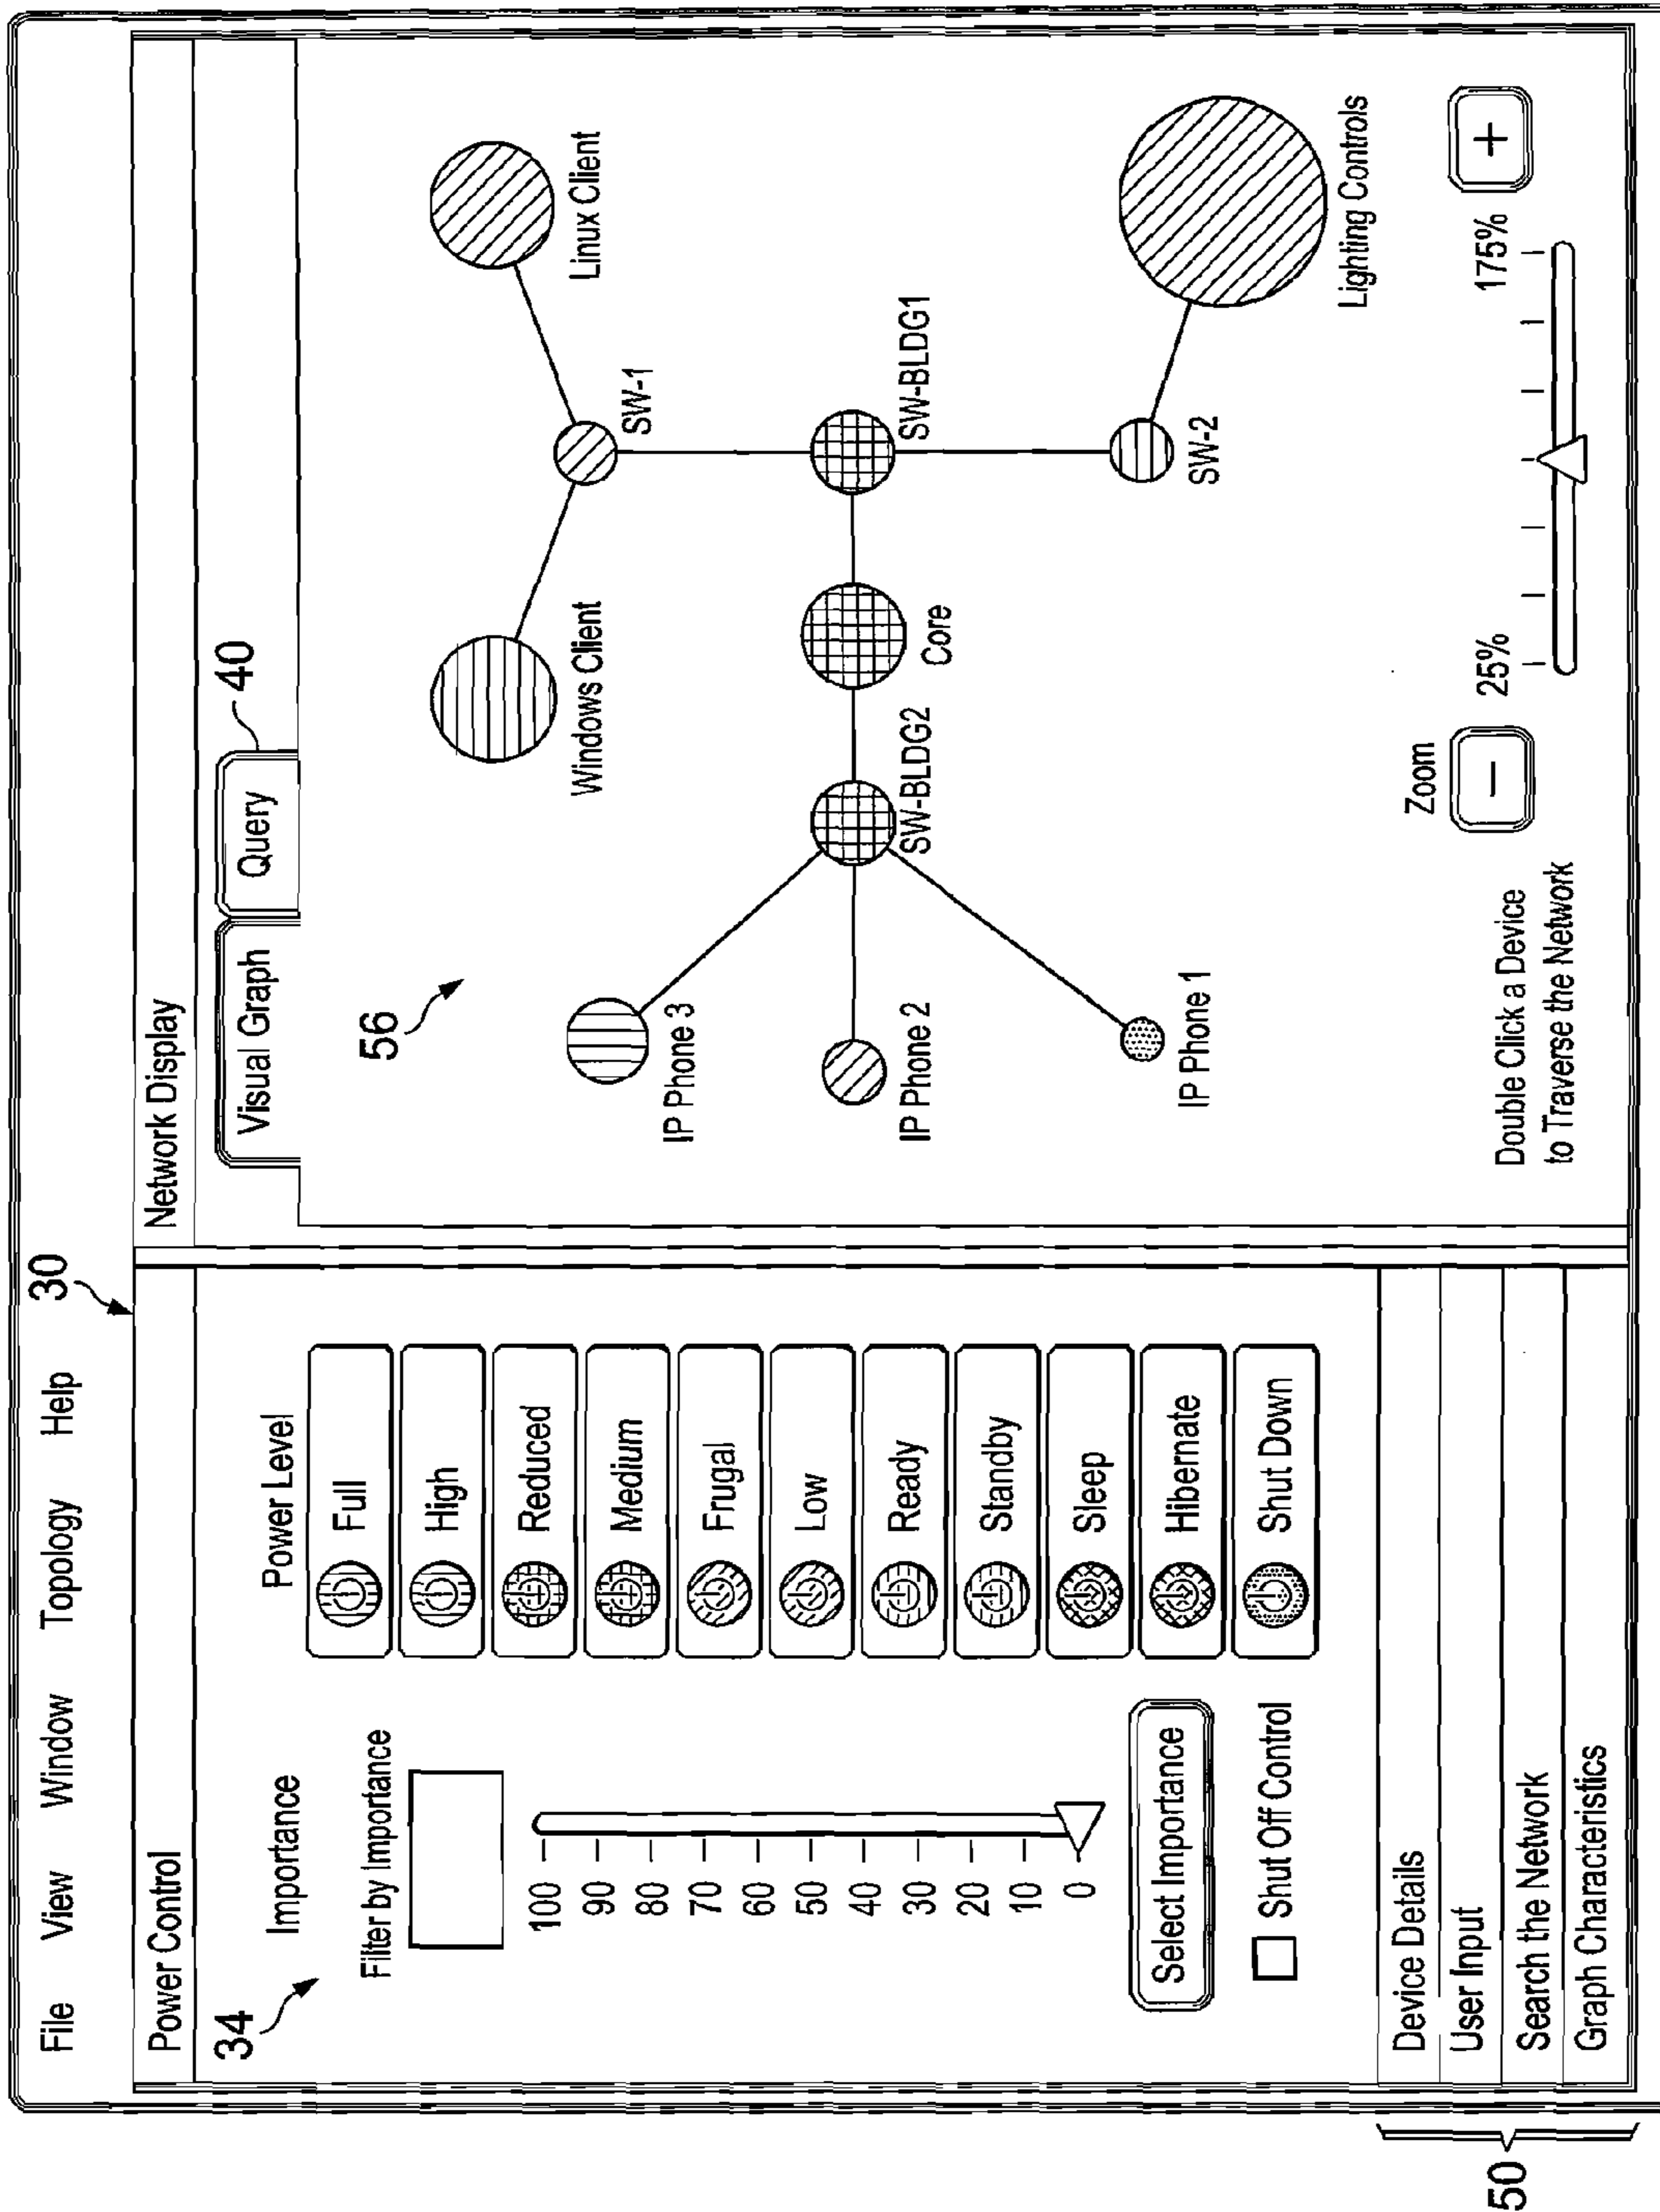 30
File View Window Topology Help
Power Control
34
Importance
Filter by Importance
100
90
80
70
60
50
40
30
20
10
0
Select Importance
Shut Off Control
Power Level
Full
High
Reduced
Medium
Frugal
Low
Ready
Standby
Sleep
Hibernate
Shut Down
50
Device Details
User Input
Search the Network
Graph Characteristics
Network Display
Visual Graph
Query
40
56
Windows Client
Linux Client
SW-1
IP Phone 3
IP Phone 2
IP Phone 1
SW-BLDG2
Core
SW-BLDG1
SW-2
Lighting Controls
Double Click a Device
to Traverse the Network
Zoom
−
25%
175%
+